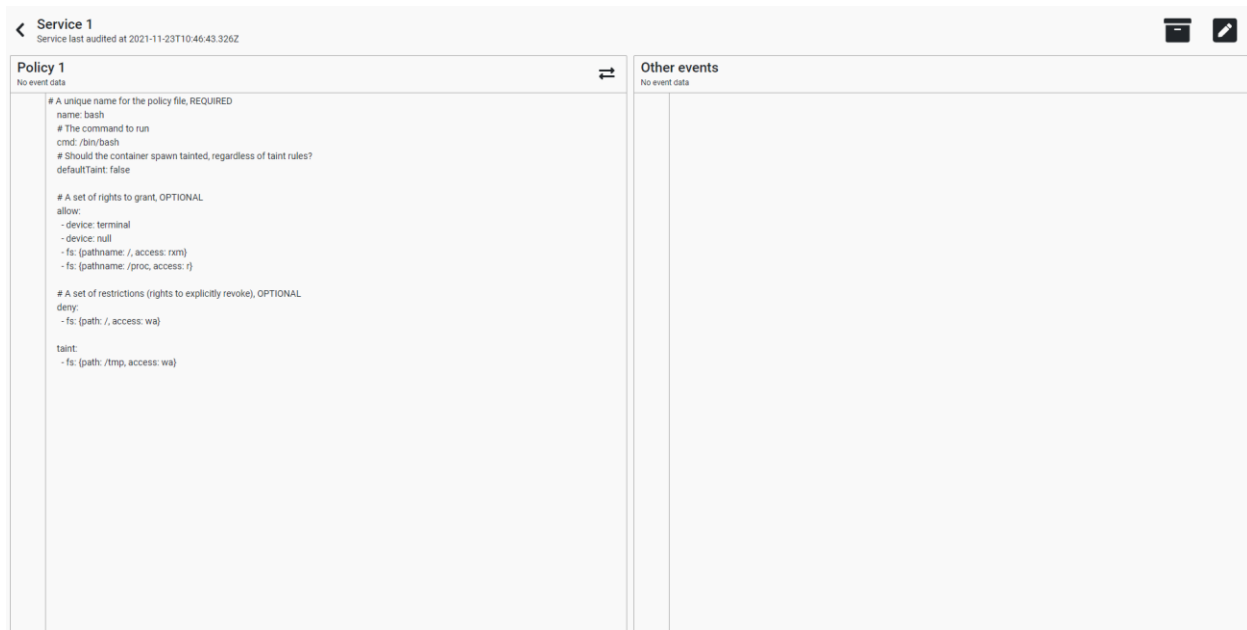 Service 1
Service last audited at 2021-11-23T10:46:43.326Z
Policy 1
No event data
# A unique name for the policy file, REQUIRED
name: bash
# The command to run
cmd: /bin/bash
# Should the container spawn tainted, regardless of taint rules?
defaultTaint: false
# A set of rights to grant, OPTIONAL
allow:
- device: terminal
- device: null
- fs: {pathname: /, access: rxm}
- fs: {pathname: /proc, access: r}
# A set of restrictions (rights to explicitly revoke), OPTIONAL
deny:
- fs: {path: /, access: wa}
taint:
- fs: {path: /tmp, access: wa}
Other events
No event data